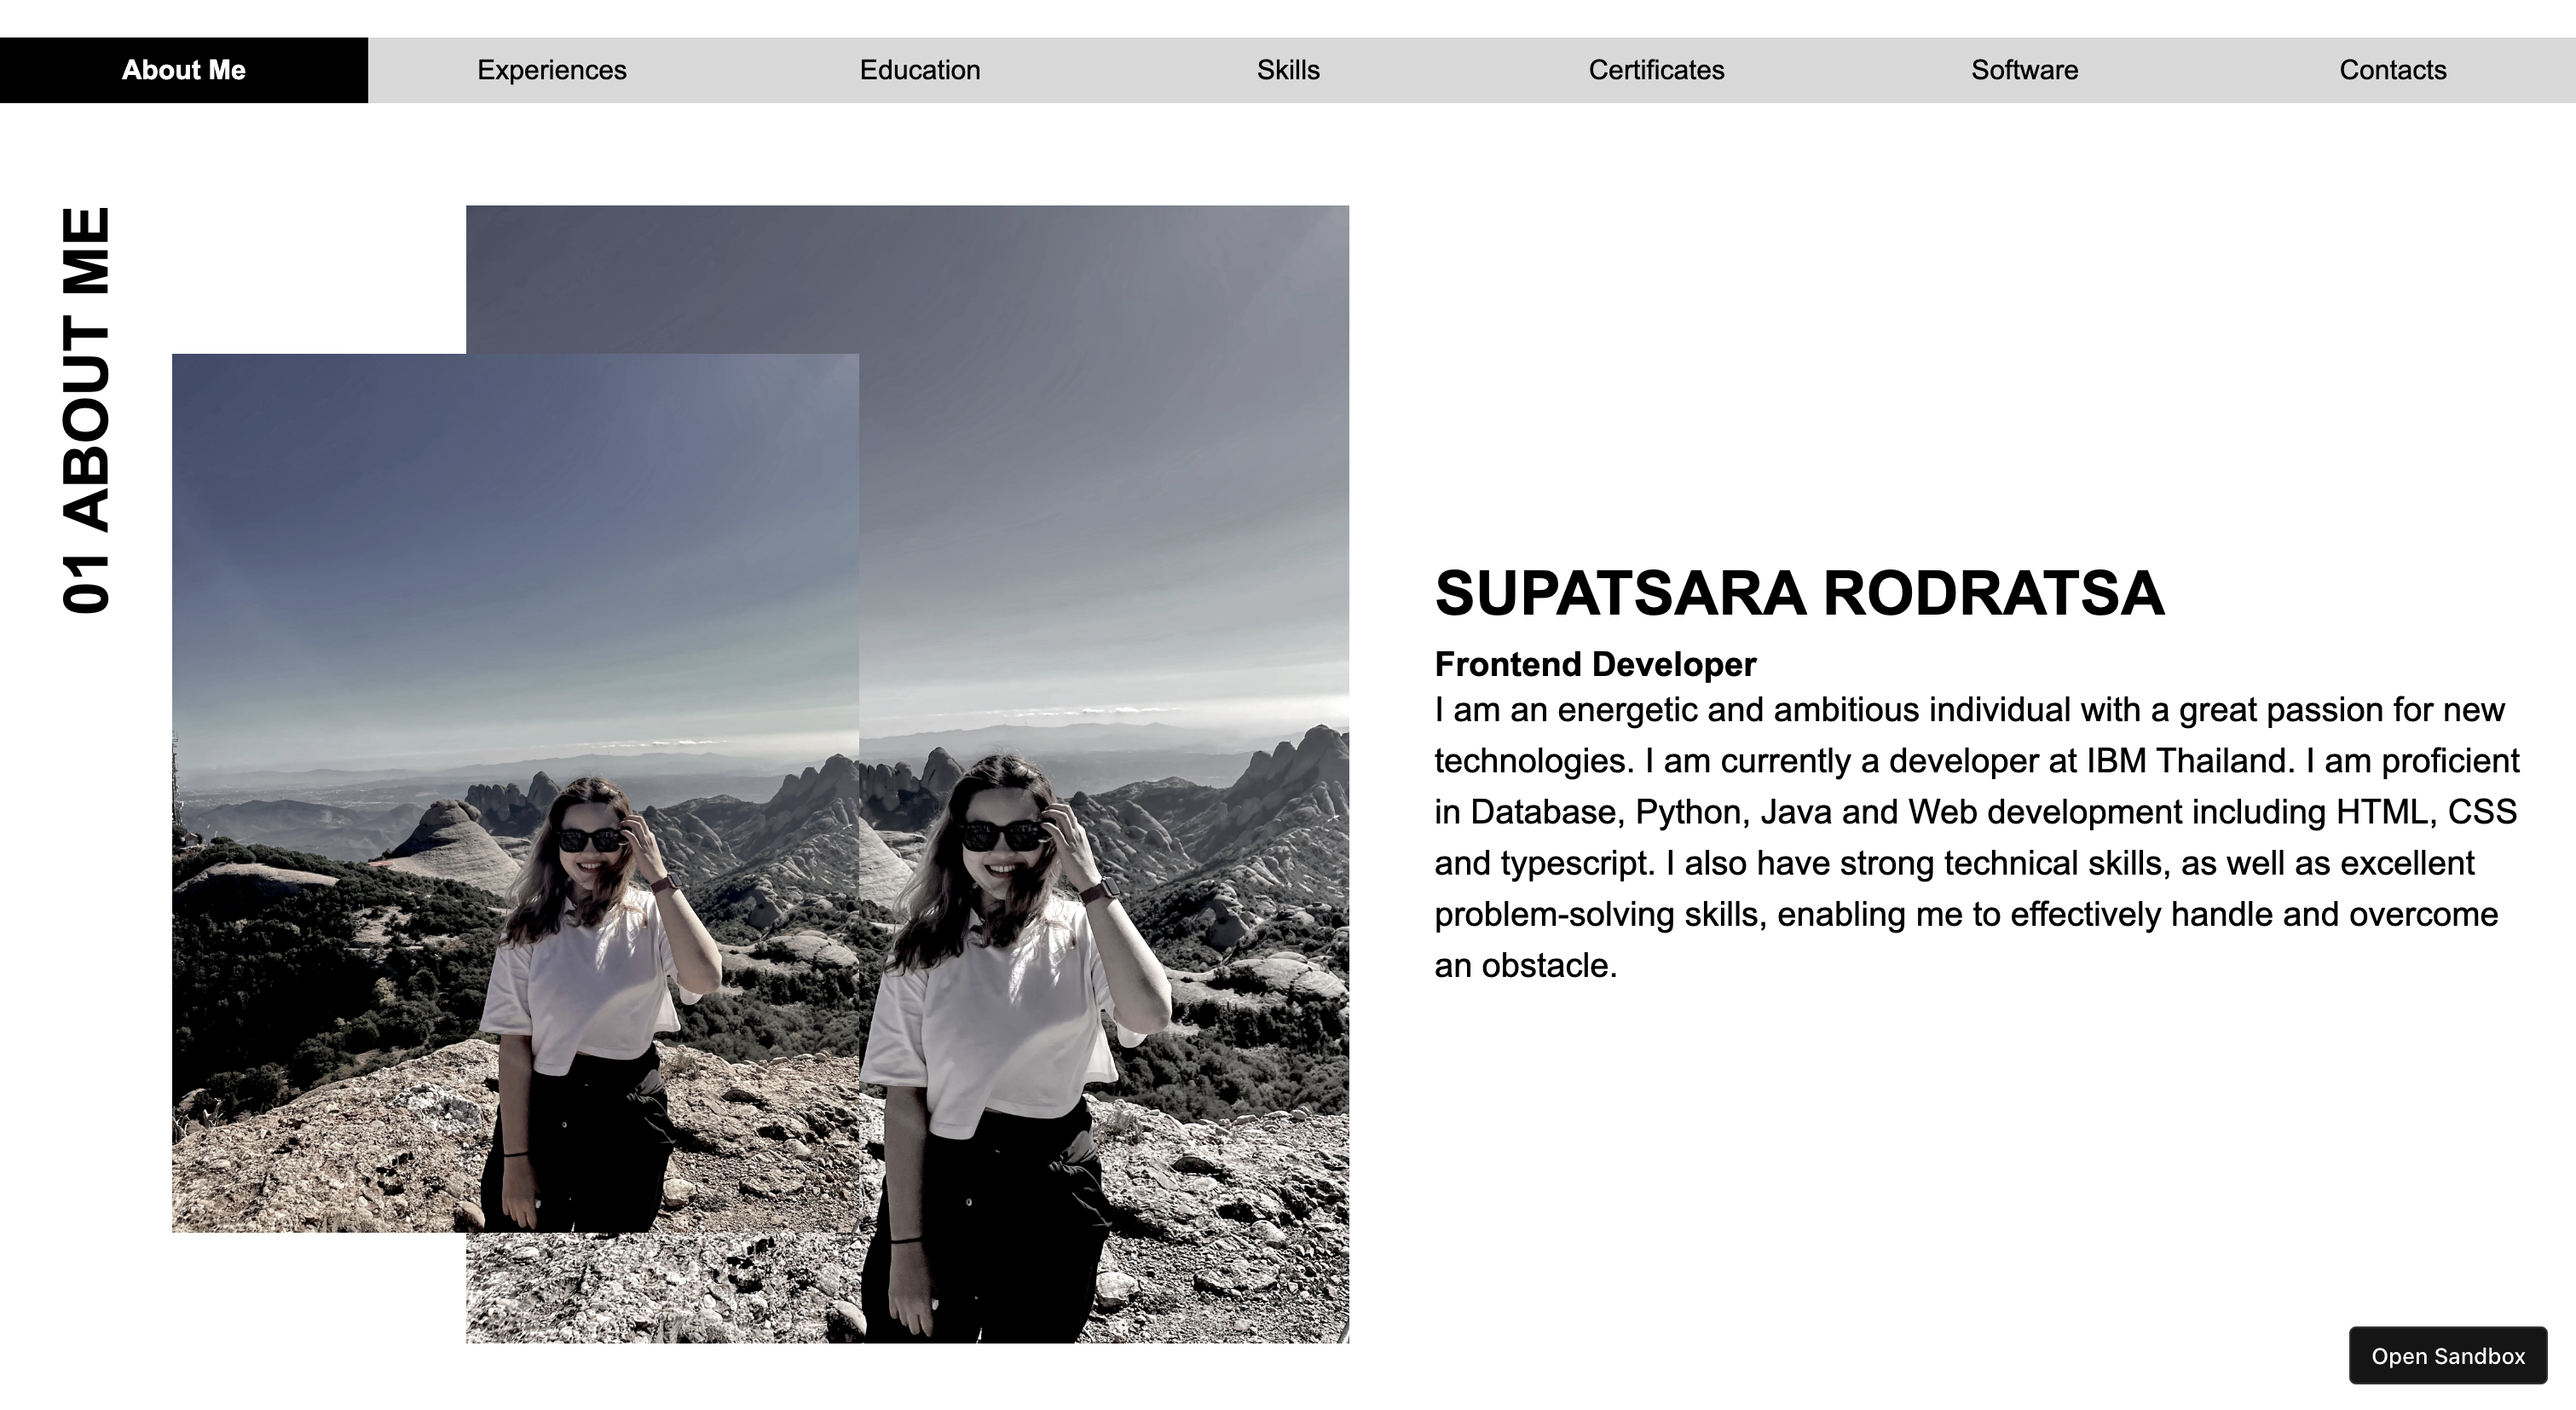 About Me
Experiences
Education
Skills
Certificates
Software
Contacts
01 ABOUT ME
SUPATSARA RODRATSA
Frontend Developer
I am an energetic and ambitious individual with a great passion for new
technologies. I am currently a developer at IBM Thailand. I am proficient
in Database, Python, Java and Web development including HTML, CSS
and typescript. I also have strong technical skills, as well as excellent
problem-solving skills, enabling me to effectively handle and overcome
an obstacle.
Open Sandbox